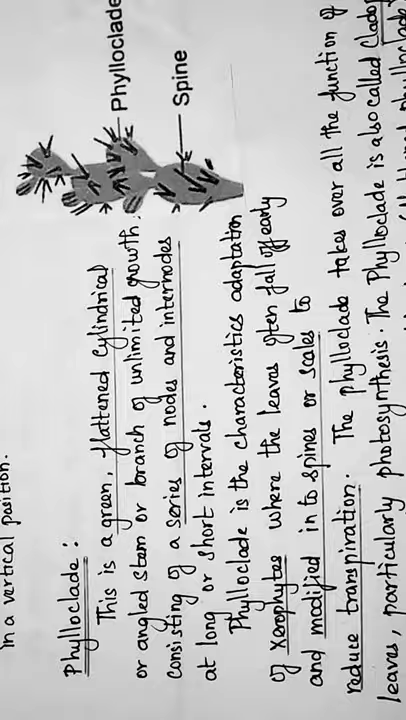 in a vertical position.
Phylloclade :
This is a green, flattened cylindrical
or angled stem or branch of unlimited growth.
Consisting of a series of nodes and internodes
at long or short intervals.
Phylloclade
Spine
Phylloclade is the characteristics adaptation
of xerophytes where the leaves often fall off early
and modified in to spines or scales to
reduce transpiration. The phylloclade takes over all the function of
leaves, particularly photosynthesis. The Phylloclade is also called Clado